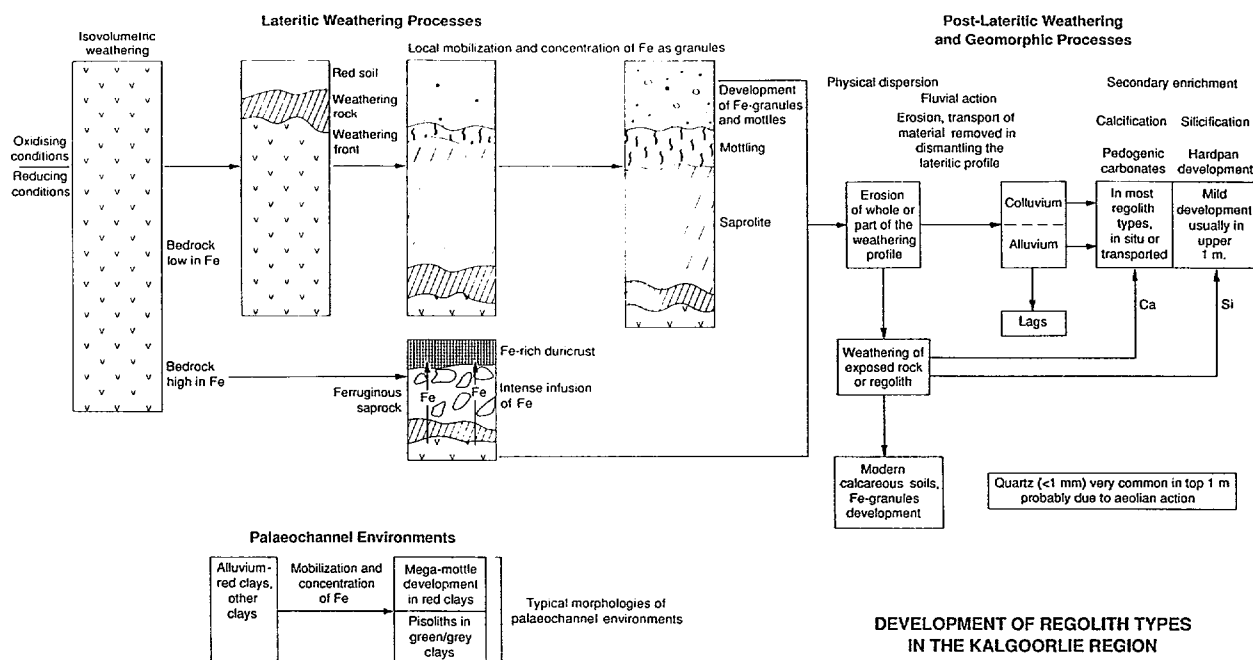 Lateritic Weathering Processes
Isovolumetric
weathering
Local mobilization and concentration of Fe as granules
Oxidising
conditions
Reducing
conditions
Bedrock
low in Fe
Bedrock
high in Fe
Red soil
Weathering
rock
Weathering
front
Development of
Fe-granules
and mottles
Mottling
Saprolite
Fe-rich duricrust
Ferruginous
saprock
Fe
Fe
Intense infusion
of Fe
Post-Lateritic Weathering
and Geomorphic Processes
Physical dispersion
Fluvial action
Erosion, transport of
material removed in
dismantling the
lateritic profile
Secondary enrichment
Calcification
Silicification
Pedogenic
carbonates
Hardpan
development
Erosion
of whole or
part of the
weathering
profile
Colluvium
Alluvium
In most
regolith
types,
in situ or
transported
Mild
development
usually in
upper
1 m.
Lags
Ca
Si
Weathering of
exposed rock
or regolith
Modern
calcareous soils,
Fe-granules
development
Quartz (<1 mm) very common in top 1 m
probably due to aeolian action
Palaeochannel Environments
Alluvium-
red clays,
other
clays
Mobilization and
concentration
of Fe
Mega-mottle
development
in red clays
Pisoliths in
green/grey
clays
Typical morphologies of
palaeochannel environments
DEVELOPMENT OF REGOLITH TYPES
IN THE KALGOORLIE REGION